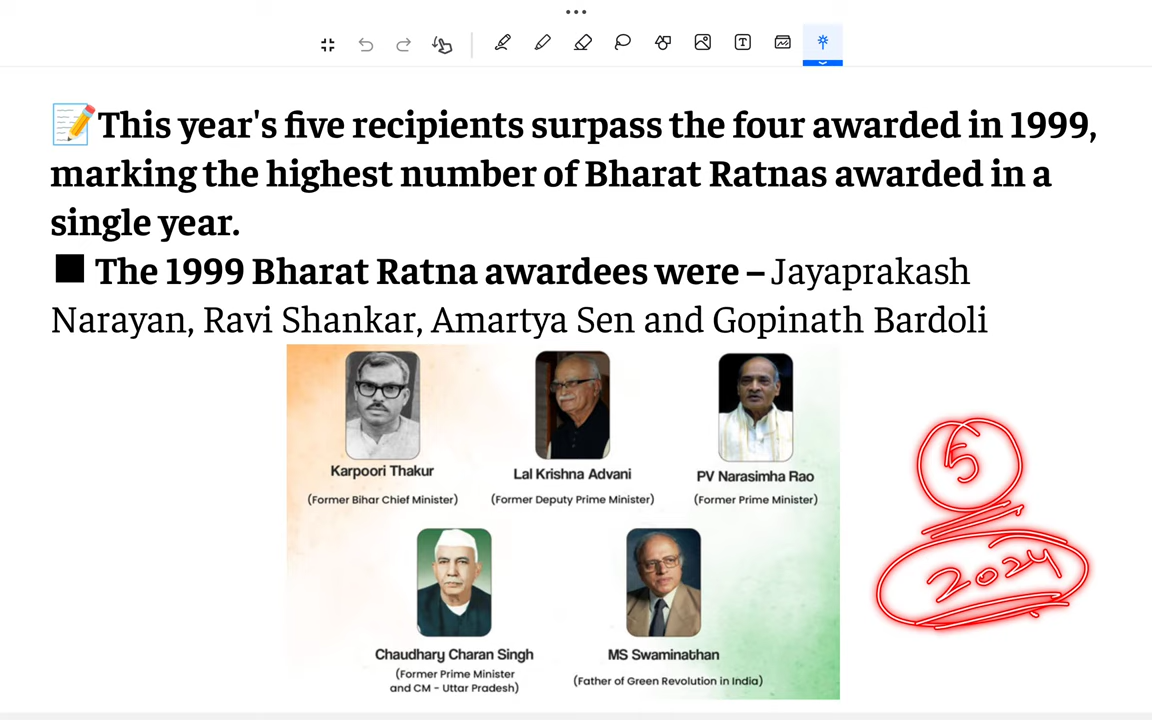 This year's five recipients surpass the four awarded in 1999,
marking the highest number of Bharat Ratnas awarded in a
single year.
The 1999 Bharat Ratna awardees were – Jayaprakash
Narayan, Ravi Shankar, Amartya Sen and Gopinath Bardoli
Karpoori Thakur
(Former Bihar Chief Minister)
Lal Krishna Advani
(Former Deputy Prime Minister)
PV Narasimha Rao
(Former Prime Minister)
Chaudhary Charan Singh
(Former Prime Minister
and CM - Uttar Pradesh)
MS Swaminathan
(Father of Green Revolution in India)
5
2024